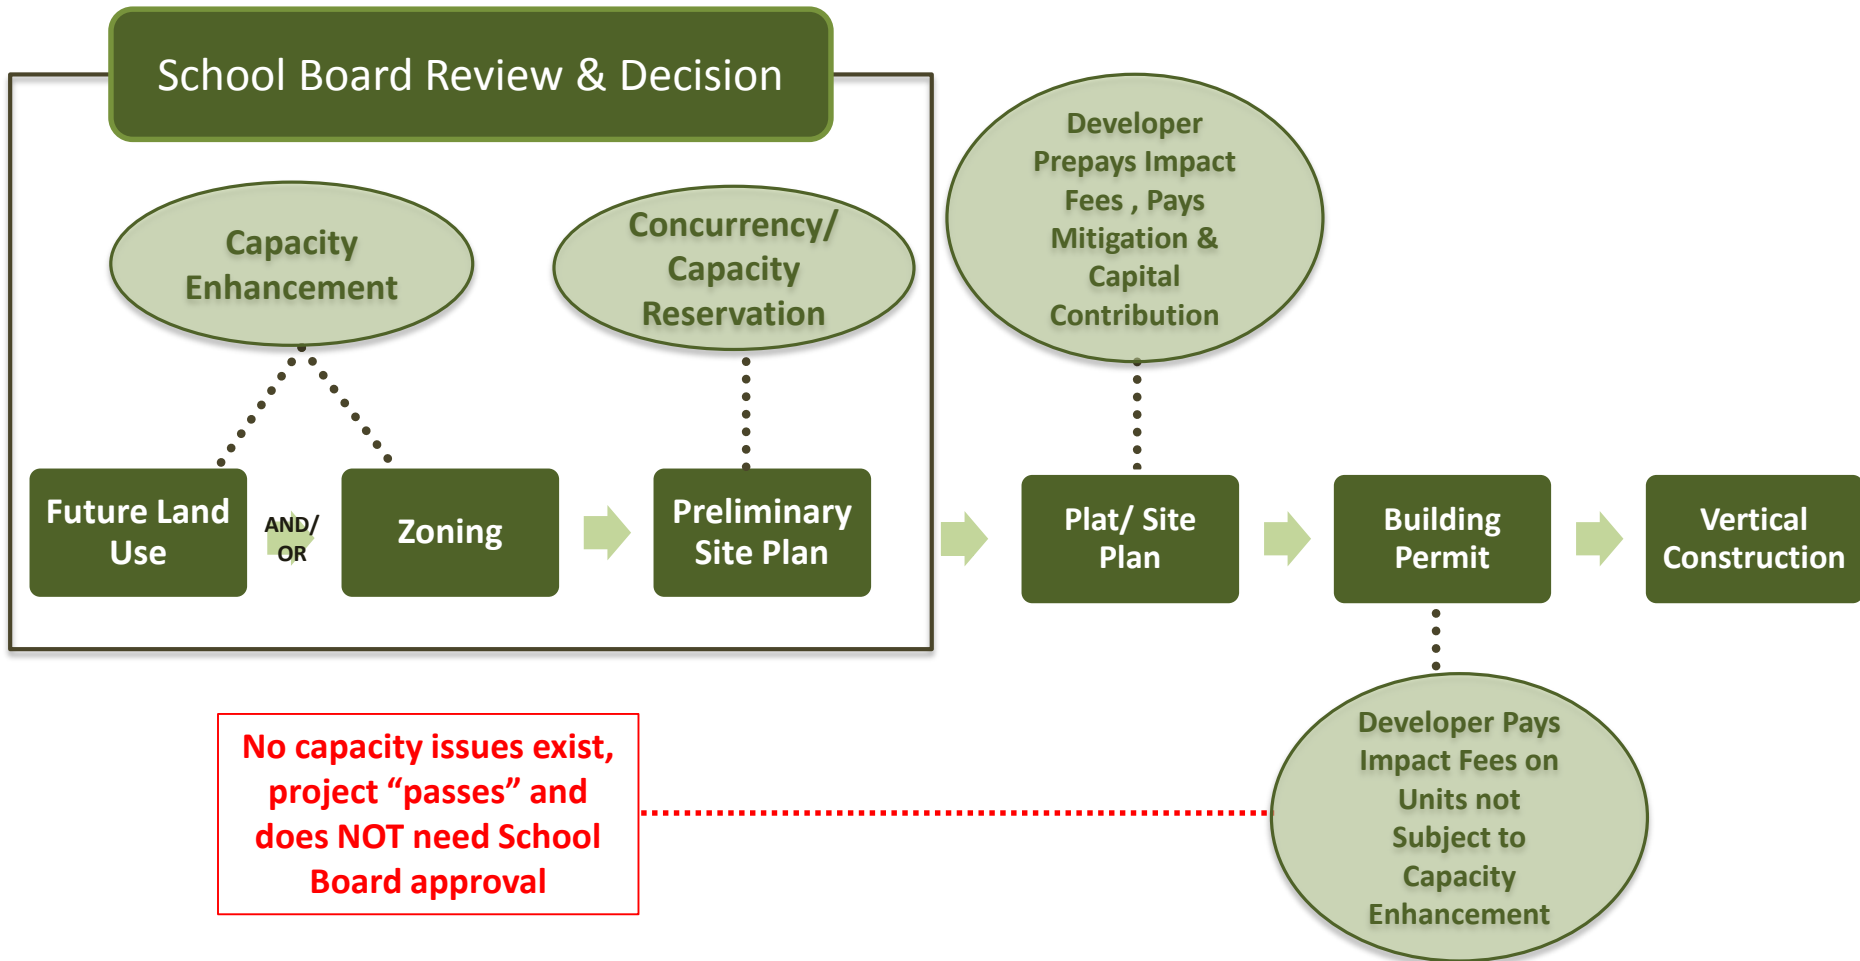 School Board Review & Decision
Capacity
Enhancement
Concurrency/
Capacity
Reservation
Developer
Prepays Impact
Fees , Pays
Mitigation &
Capital
Contribution
Future Land
Use
AND/
OR
Zoning
Preliminary
Site Plan
Plat/ Site
Plan
Building
Permit
Vertical
Construction
No capacity issues exist,
project “passes” and
does NOT need School
Board approval
Developer Pays
Impact Fees on
Units not
Subject to
Capacity
Enhancement